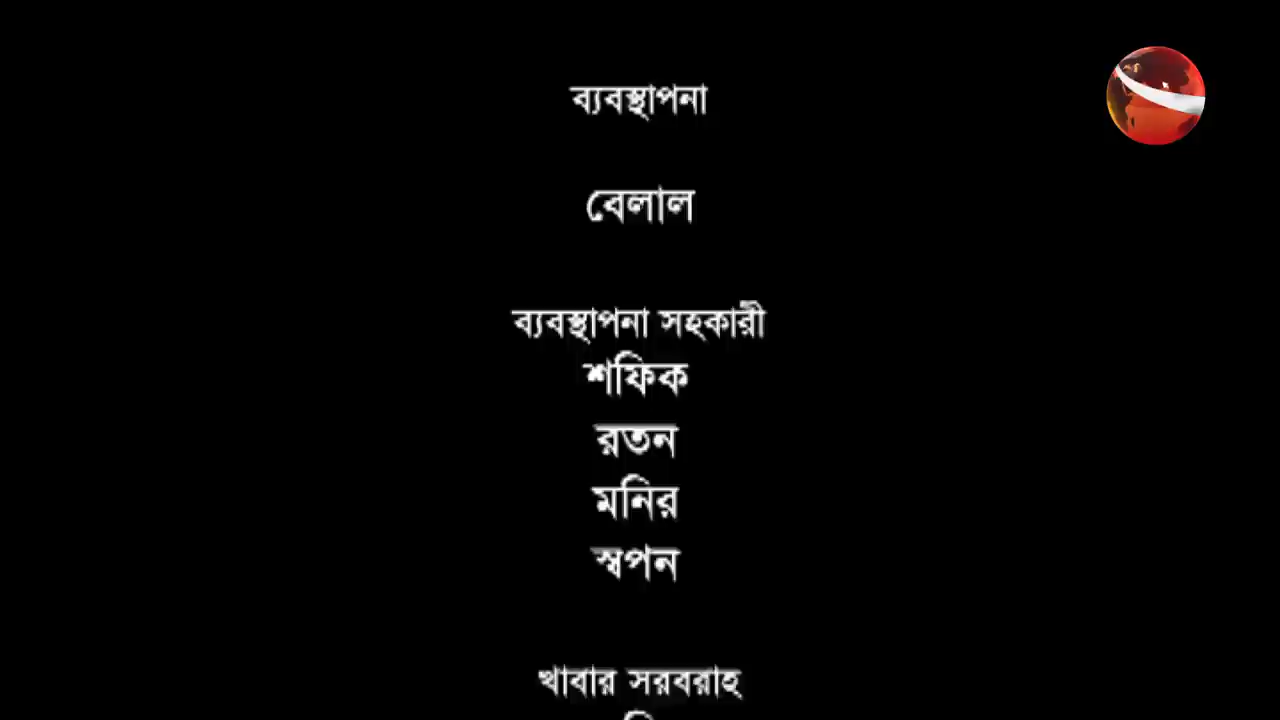 ব্যবস্থাপনা
বেলাল
ব্যবস্থাপনা সহকারী
শফিক
রতন
মনির
স্বপন
খাবার সরবরাহ